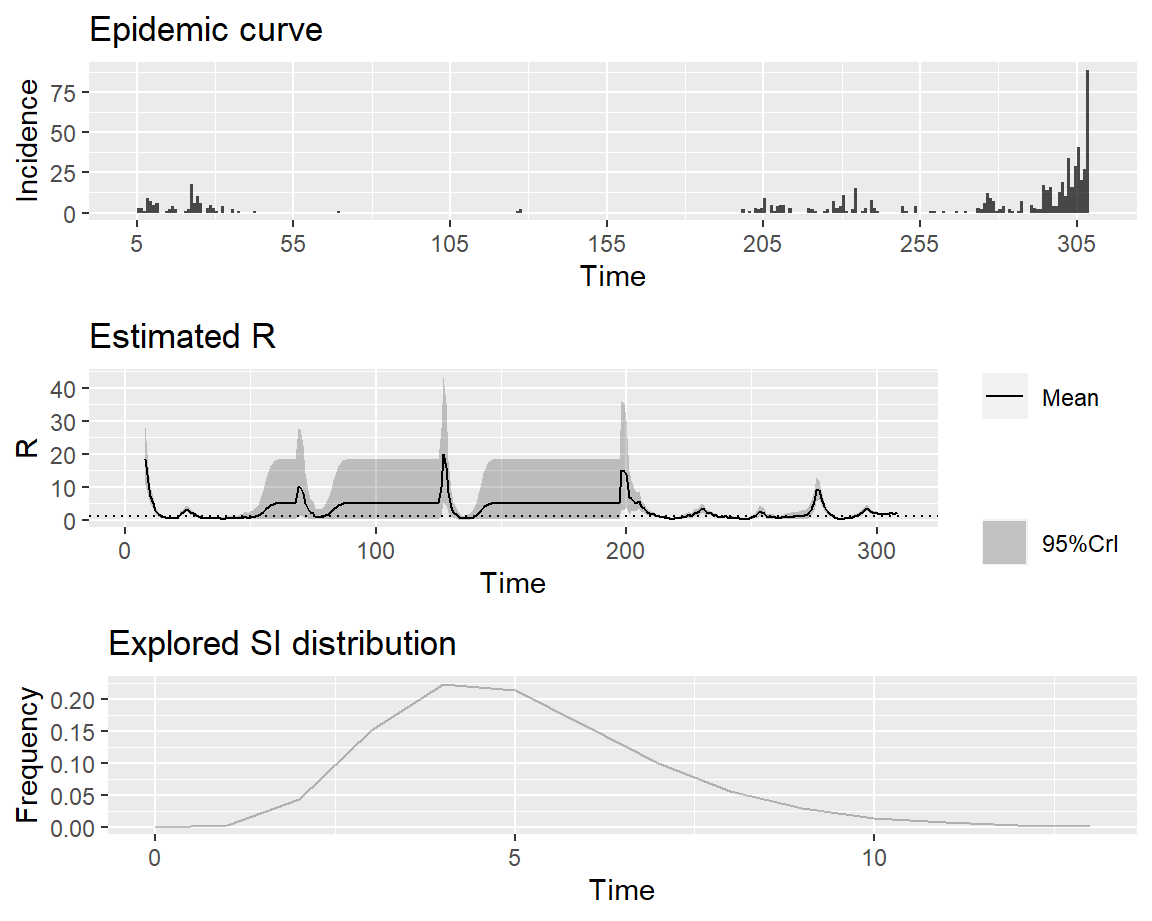 Epidemic curve
75
50
25
0
Incidence
5 55 105 155 205 255 305
Time
Estimated R
40
30
20
10
0
R
0 100 200 300
Time
Mean
95%CrI
Explored SI distribution
0.20
0.15
0.10
0.05
0.00
Frequency
0 5 10
Time